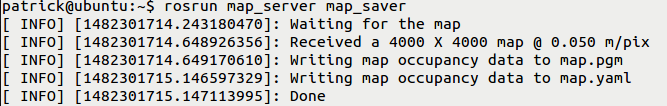 patrick@ubuntu:~$ rosrun map_server map_saver
[ INFO] [1482301714.243180470]: Waiting for the map
[ INFO] [1482301714.648926356]: Received a 4000 X 4000 map @ 0.050 m/pix
[ INFO] [1482301714.649170610]: Writing map occupancy data to map.pgm
[ INFO] [1482301715.146597329]: Writing map occupancy data to map.yaml
[ INFO] [1482301715.147113995]: Done